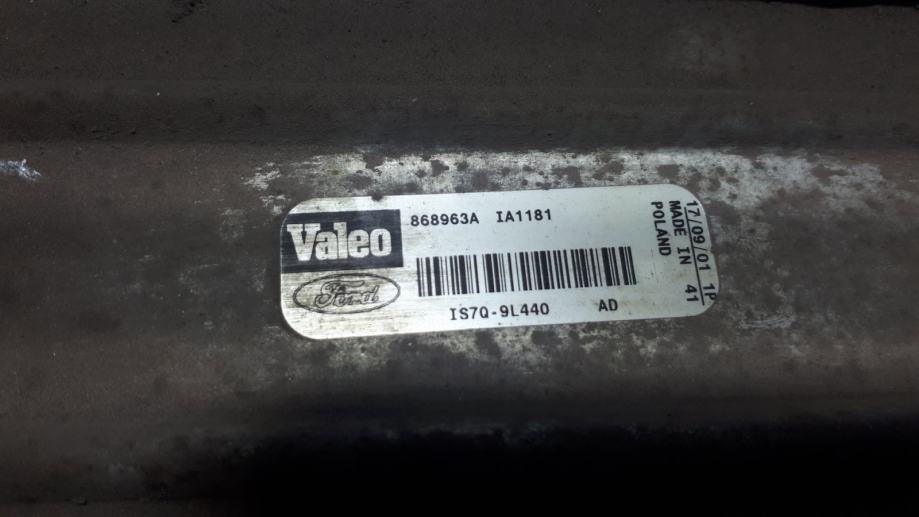 Valeo
868963A IA1181
Ford
IS7Q-9L440 AD
17/09/01 1P
MADE IN 41
POLAND